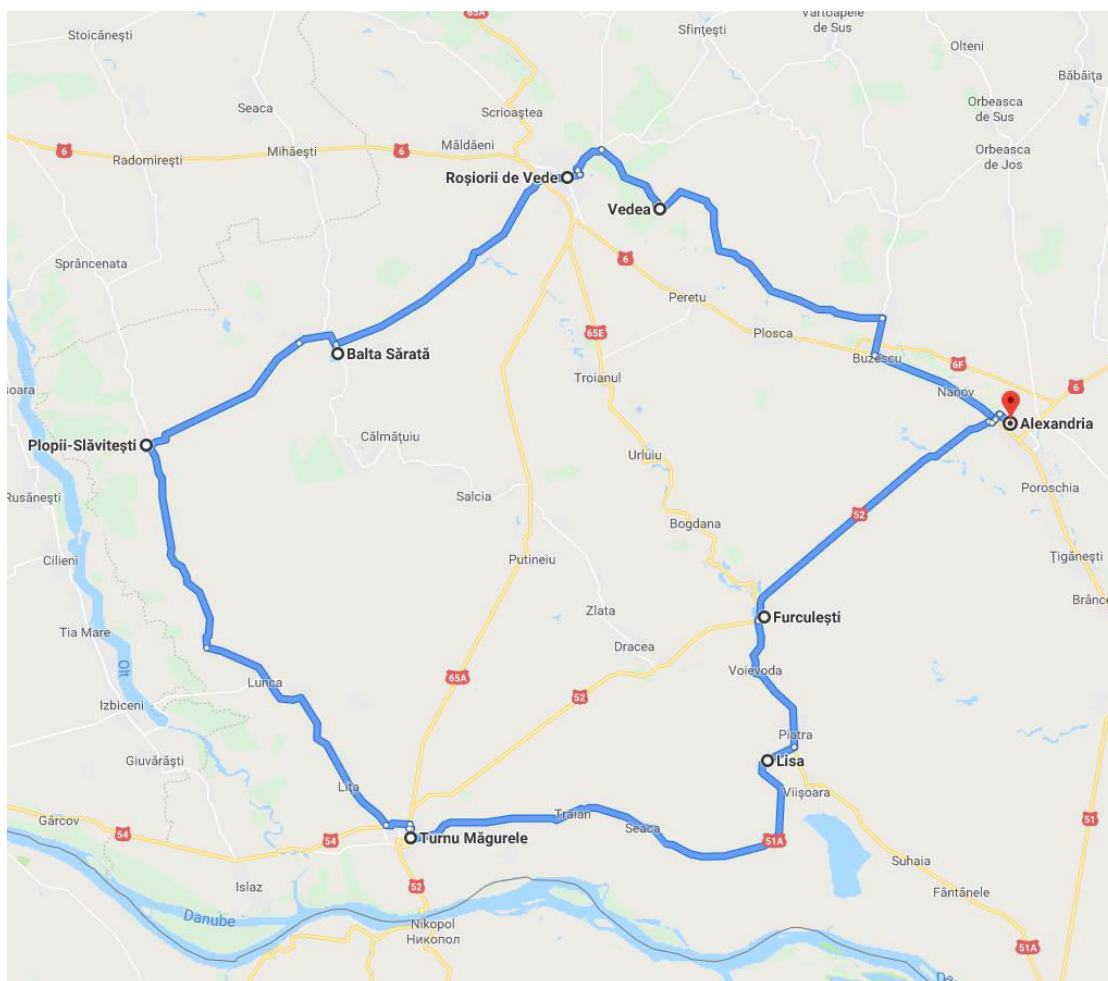 65A
Vârtoapele
de Sus
Stoicănești
Sfințești
Olteni
Băbăița
Seaca
Orbeasca
de Sus
Scrioaștea
6
Radomirești
Mihăești
Măldăeni
Orbeasca
de Jos
Roșiorii de Vede
Vedea
Sprâncenata
6
Peretu
65E
Plosca
Balta Sărată
Buzescu
6F
Troianul
Nanov
6
șoara
Alexandria
Plopii-Slăvitești
Călmățuiu
Urluiu
Poroschia
Rusănești
Salcia
52
Bogdana
Cilieni
Putineiu
Țigănești
Zlata
Brânce
Furculești
Tia Mare
Dracea
Olt
Voievoda
Lunca
65A
52
Izbiceni
Piatra
Giuvărăști
Lisa
Lița
Viișoara
Gârcov
Traian
51
54
54
Turnu Măgurele
Seaca
51A
Suhaia
Islaz
52
Fântânele
Danube
Nikopol
Никопол
51A
Da